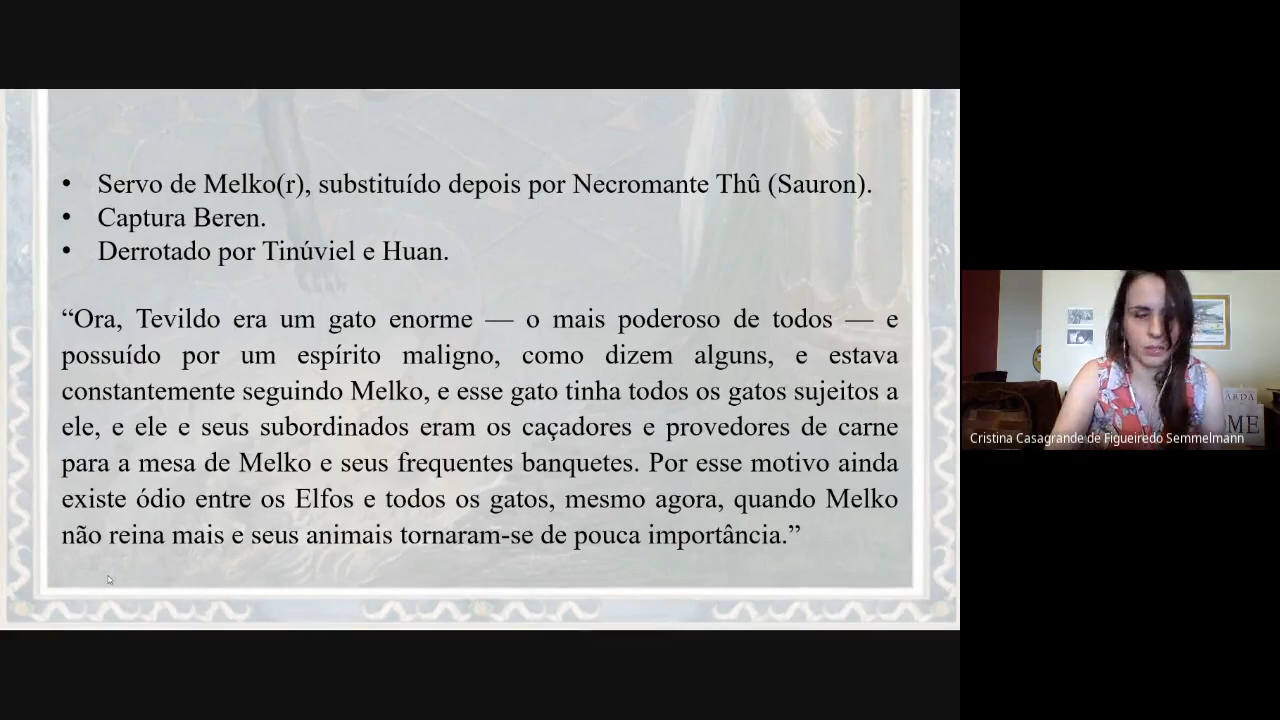 • Servo de Melko(r), substituído depois por Necromante Thû (Sauron).
• Captura Beren.
• Derrotado por Tinúviel e Huan.
“Ora, Tevildo era um gato enorme — o mais poderoso de todos — e
possuído por um espírito maligno, como dizem alguns, e estava
constantemente seguindo Melko, e esse gato tinha todos os gatos sujeitos a
ele, e ele e seus subordinados eram os caçadores e provedores de carne
para a mesa de Melko e seus frequentes banquetes. Por esse motivo ainda
existe ódio entre os Elfos e todos os gatos, mesmo agora, quando Melko
não reina mais e seus animais tornaram-se de pouca importância.”
ARDA
ME
Cristina Casagrande de Figueiredo Semmelmann